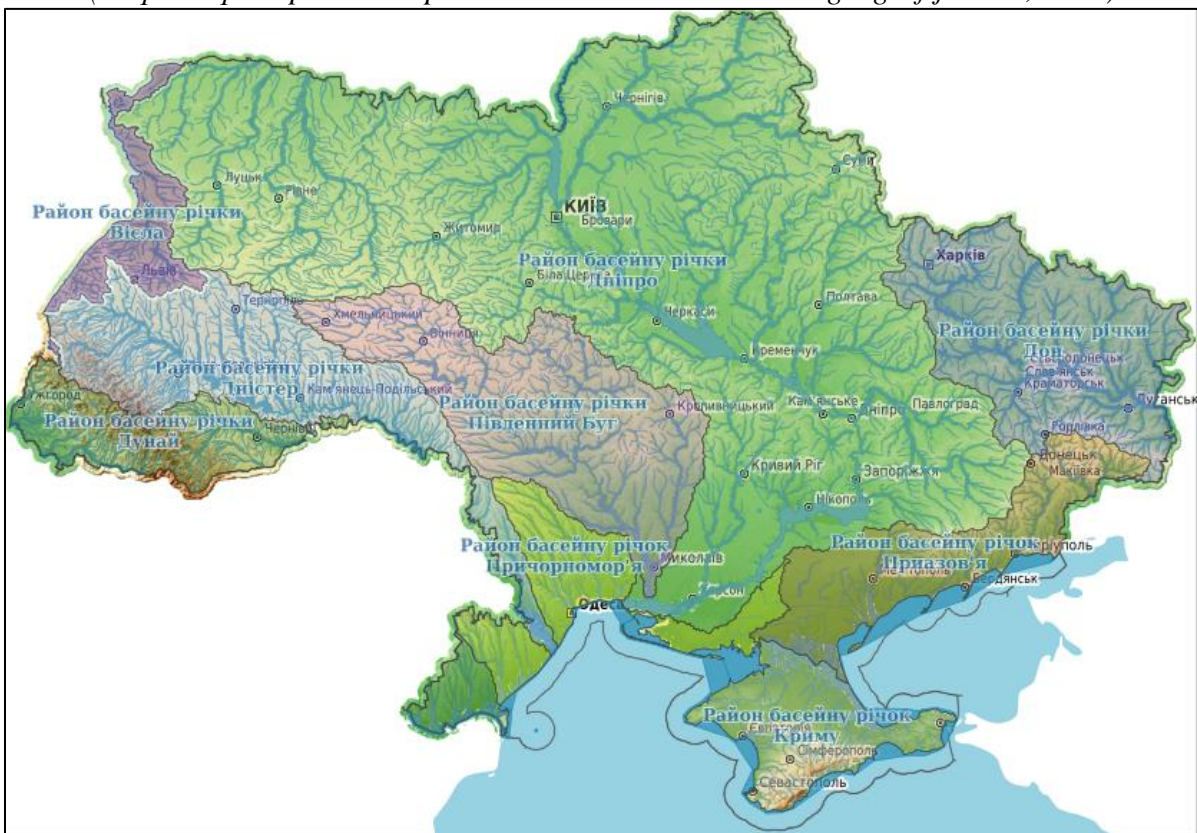 Чернігів
Суми
Луцьк
Рівне
КИЇВ
Бровари
Район басейну річки
Вісла
Житомир
Харків
Район басейну річки
Дніпро
Біла Церква
Львів
Тернопіль
Полтава
Хмельницький
Черкаси
Вінниця
Район басейну річки
Дон
Кременчук
Слов'янськ
Краматорськ
Район басейну річки
Дністер
Кам'янець-Подільський
Ужгород
Район басейну річки
Південний Буг
Кропивницький
Кам'янське
Дніпро
Павлоград
Луганськ
Район басейну річки
Дунай
Чернівці
Горлівка
Донецьк
Макіївка
Кривий Ріг
Запоріжжя
Нікополь
Район басейну річок
Причорномор'я
Миколаїв
Район басейну річок
Приазов'я
Бердянськ
Район басейну річок
Криму
Євпаторія
Сімферополь
Севастополь